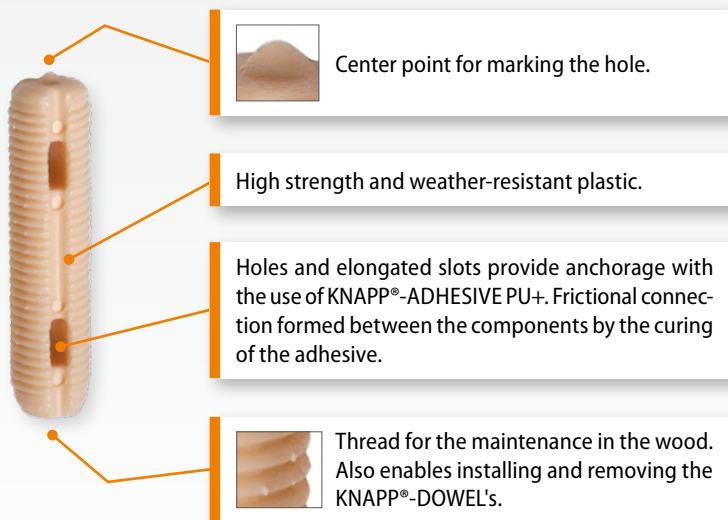 Center point for marking the hole.
High strength and weather-resistant plastic.
Holes and elongated slots provide anchorage with
the use of KNAPP®-ADHESIVE PU+. Frictional connec-
tion formed between the components by the curing
of the adhesive.
Thread for the maintenance in the wood.
Also enables installing and removing the
KNAPP®-DOWEL's.